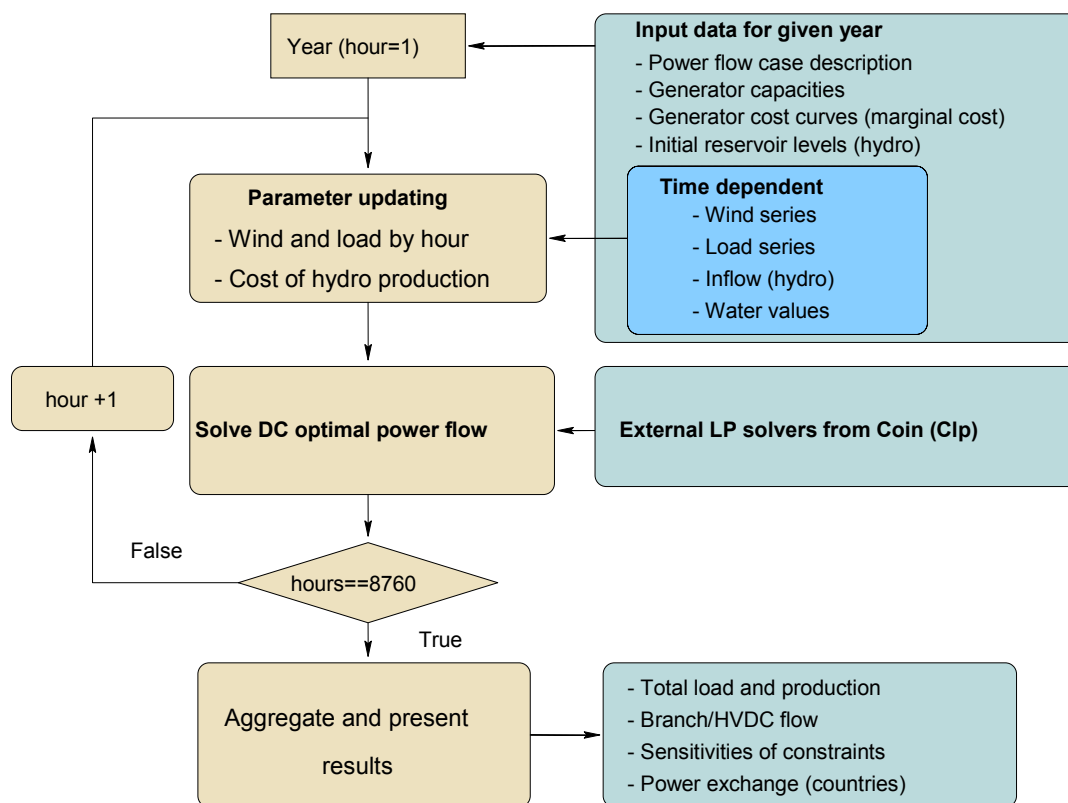 Year (hour=1)
Input data for given year
- Power flow case description
- Generator capacities
- Generator cost curves (marginal cost)
- Initial reservoir levels (hydro)
Time dependent
- Wind series
- Load series
- Inflow (hydro)
- Water values
Parameter updating
- Wind and load by hour
- Cost of hydro production
hour +1
Solve DC optimal power flow
External LP solvers from Coin (Clp)
False
hours==8760
True
Aggregate and present
results
- Total load and production
- Branch/HVDC flow
- Sensitivities of constraints
- Power exchange (countries)